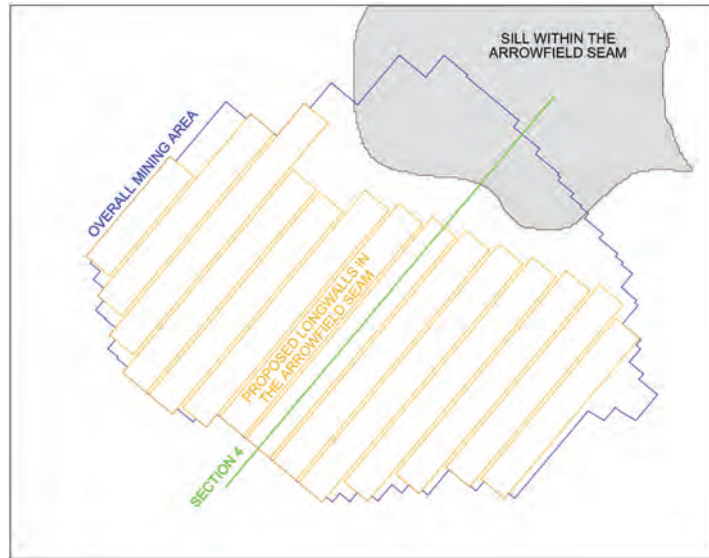 SILL WITHIN THE
ARROWFIELD SEAM
OVERALL MINING AREA
PROPOSED LONGWALLS IN
THE ARROWFIELD SEAM
SECTION 4